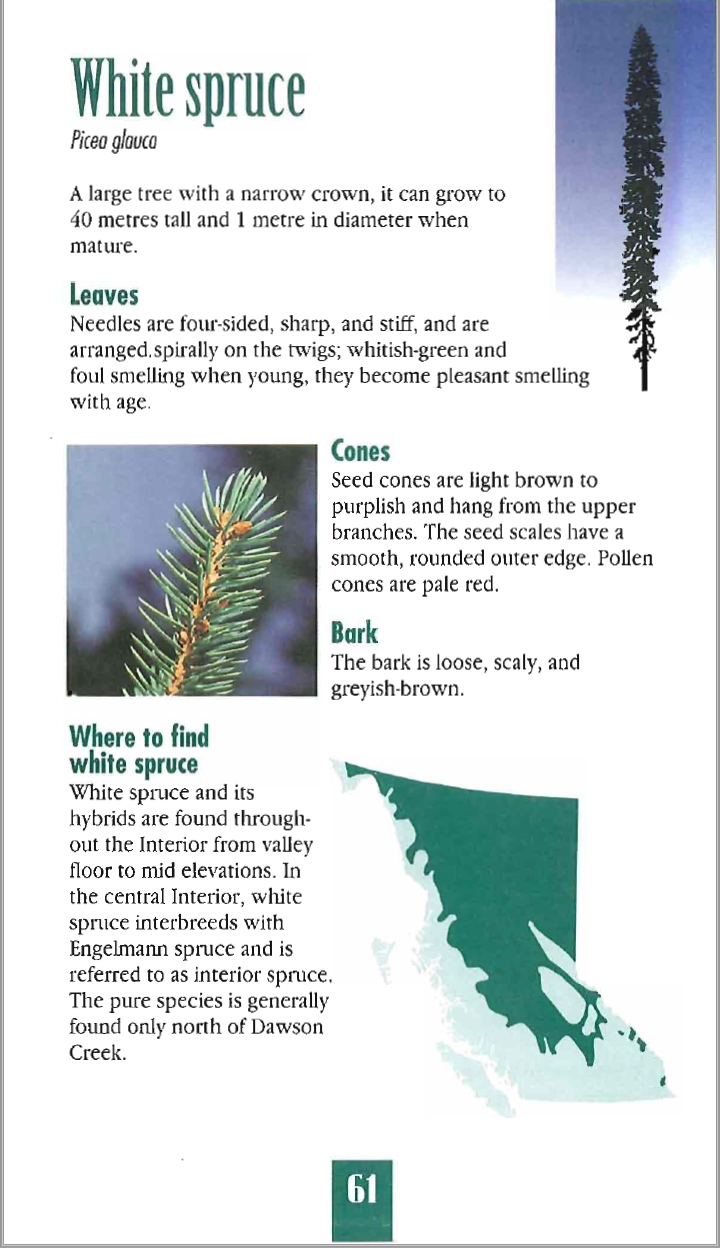 White spruce
Picea glauca
A large tree with a narrow crown, it can grow to
40 metres tall and 1 metre in diameter when
mature.
Leaves
Needles are four-sided, sharp, and stiff, and are
arranged.spirally on the twigs; whitish-green and
foul smelling when young, they become pleasant smelling
with age.
Cones
Seed cones are light brown to
purplish and hang from the upper
branches. The seed scales have a
smooth, rounded outer edge. Pollen
cones are pale red.
Bark
The bark is loose, scaly, and
greyish-brown.
Where to find
white spruce
White spruce and its
hybrids are found through-
out the Interior from valley
floor to mid elevations. In
the central Interior, white
spruce interbreeds with
Engelmann spruce and is
referred to as interior spruce.
The pure species is generally
found only north of Dawson
Creek.
61